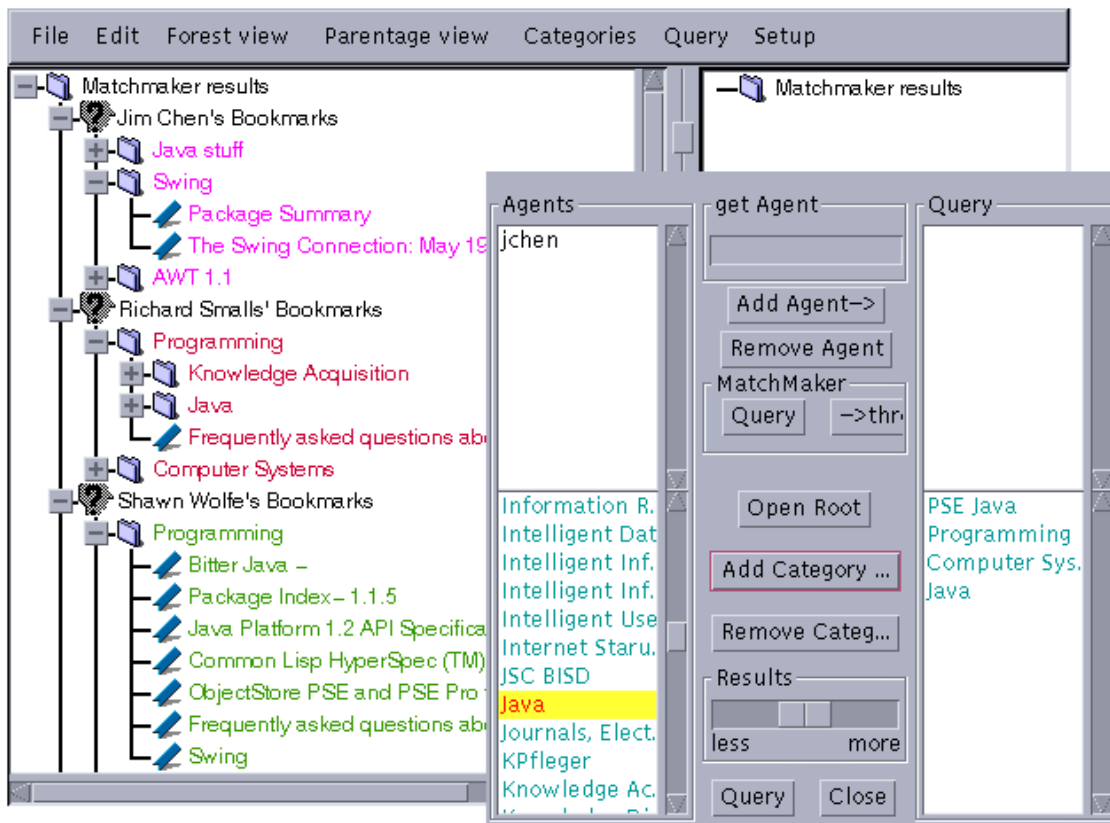 File Edit Forest view Parentage view Categories Query Setup
Matchmaker results
Jim Chen's Bookmarks
Java stuff
Swing
Package Summary
The Swing Connection: May 19
AWT 1.1
Richard Smalls' Bookmarks
Programming
Knowledge Acquisition
Java
Frequently asked questions abo
Computer Systems
Shawn Wolfe's Bookmarks
Programming
Bitter Java –
Package Index– 1.1.5
Java Platform 1.2 API Specifica
Common Lisp HyperSpec (TM)
ObjectStore PSE and PSE Pro
Frequently asked questions abo
Swing
Matchmaker results
Agents
jchen
Information R.
Intelligent Dat
Intelligent Inf.
Intelligent Inf.
Intelligent Use
Internet Staru.
JSC BISD
Java
Journals, Elect.
KPfleger
Knowledge Ac.
get Agent
Add Agent–>
Remove Agent
MatchMaker
Query –>thr
Open Root
Add Category ...
Remove Categ...
Results
less more
Query Close
Query
PSE Java
Programming
Computer Sys.
Java